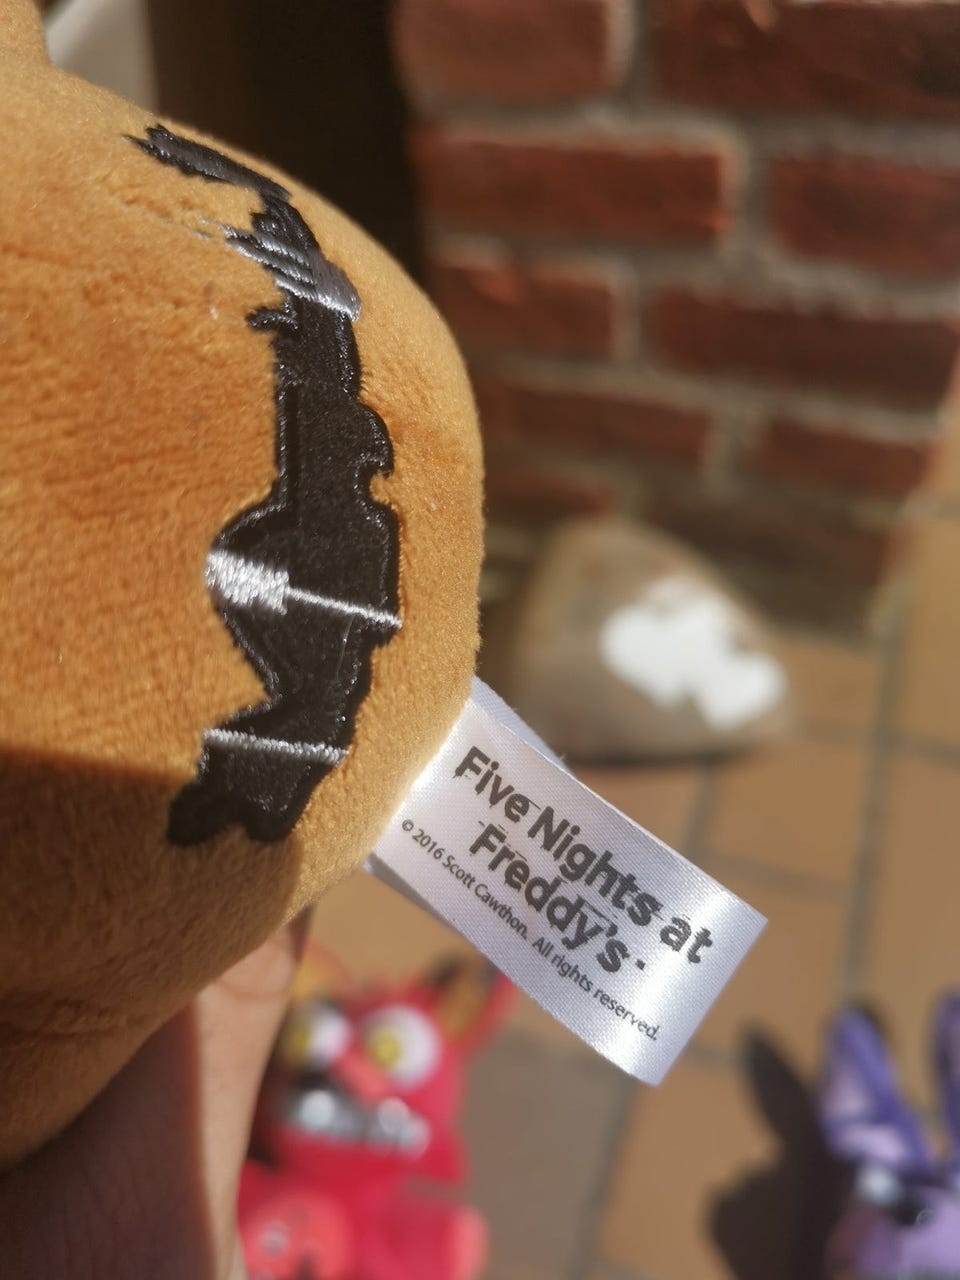 Five Nights at
Freddy's.
© 2016 Scott Cawthon. All rights reserved.